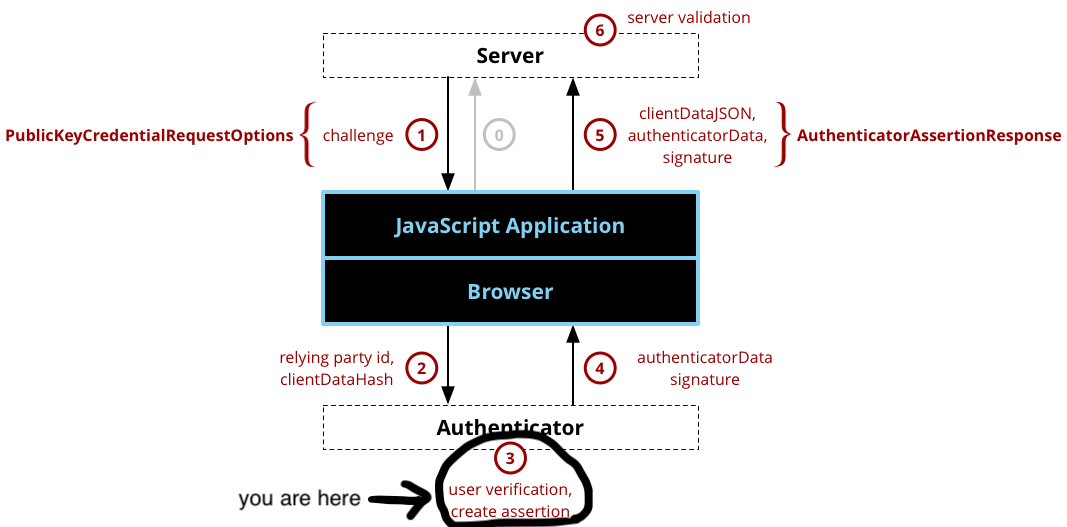 6
server validation
Server
PublicKeyCredentialRequestOptions
challenge
1
0
5
clientDataJSON,
authenticatorData,
signature
AuthenticatorAssertionResponse
JavaScript Application
Browser
relying party id,
clientDataHash
2
4
authenticatorData
signature
Authenticator
3
user verification,
create assertion
you are here